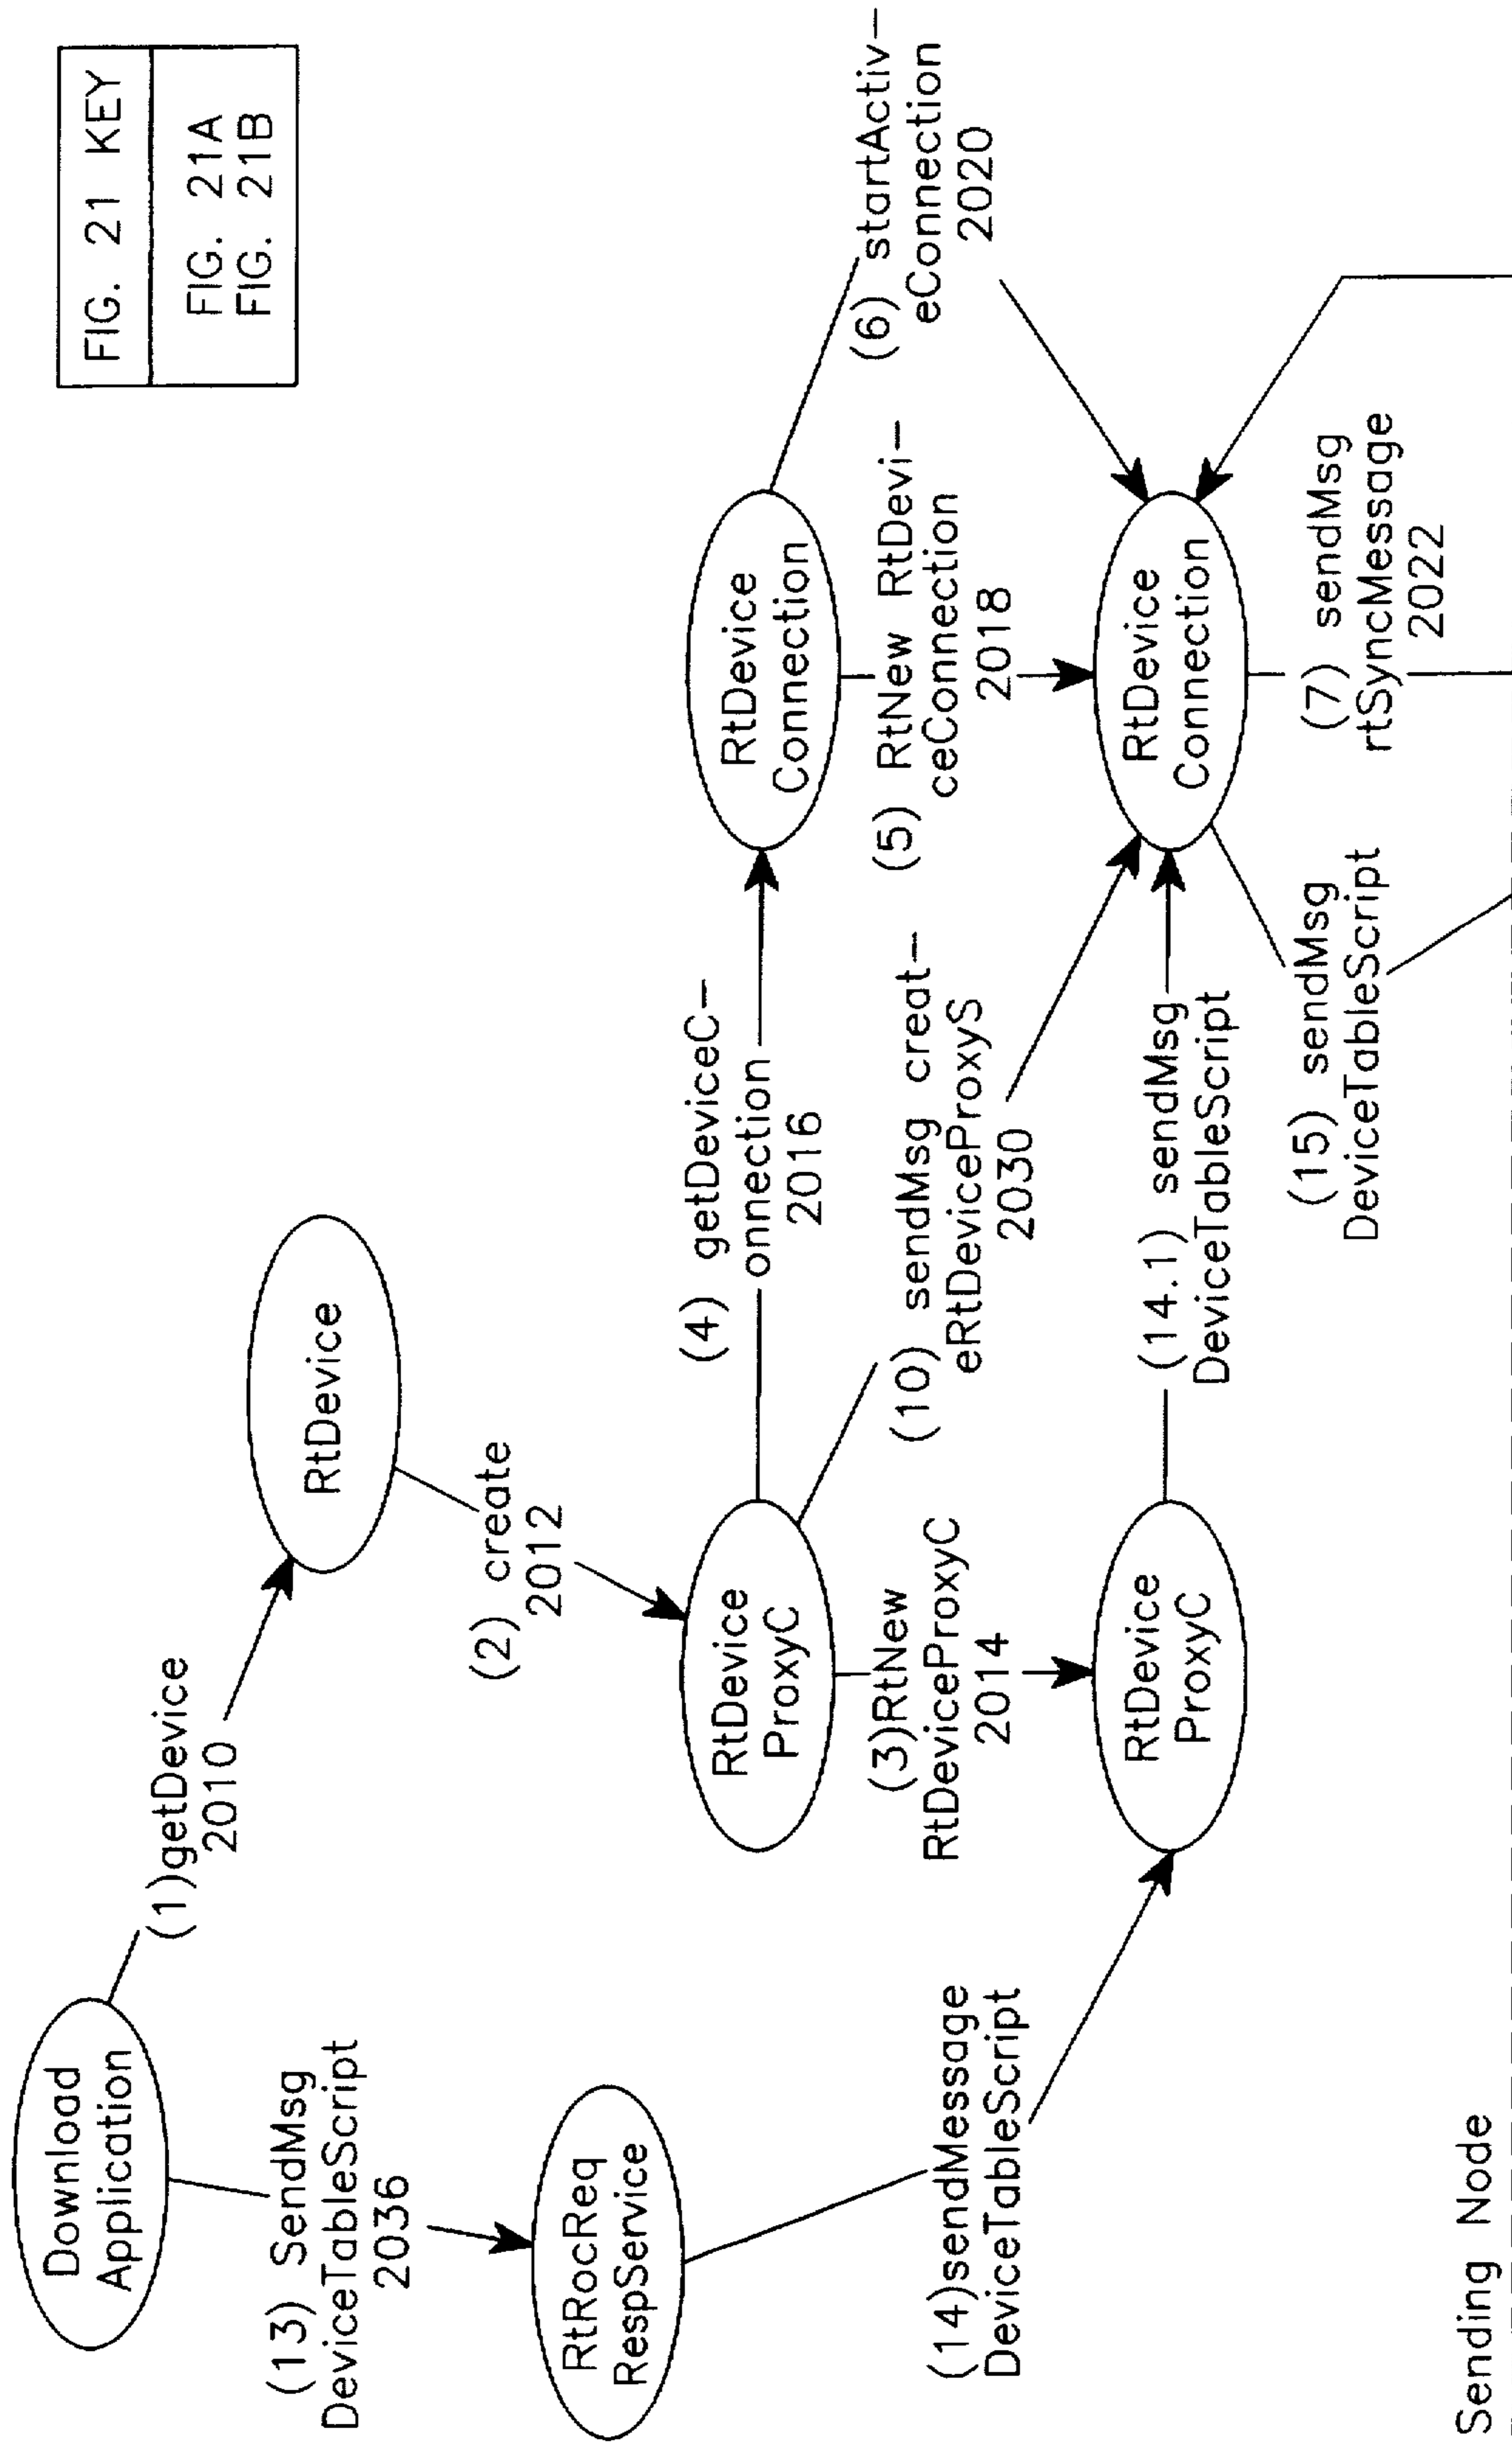 FIG. 21 KEY
FIG. 21A
FIG. 21B
Download
Application
(1)getDevice
2010
RtDevice
(2) create
2012
(13) SendMsg
DeviceTableScript
2036
RtRocReq
RespService
RtDevice
ProxyC
(4) getDeviceC-
onnection
2016
RtDevice
Connection
(6) startActiv-
eConnection
2020
(3)RtNew
RtDeviceProxyC
2014
(10) sendMsg creat-
eRtDeviceProxyS
2030
(5) RtNew RtDevi-
ceConnection
2018
(14)sendMessage
DeviceTableScript
RtDevice
ProxyC
(14.1) sendMsg
DeviceTableScript
RtDevice
Connection
(15) sendMsg
DeviceTableScript
(7) sendMsg
rtSyncMessage
2022
Sending Node